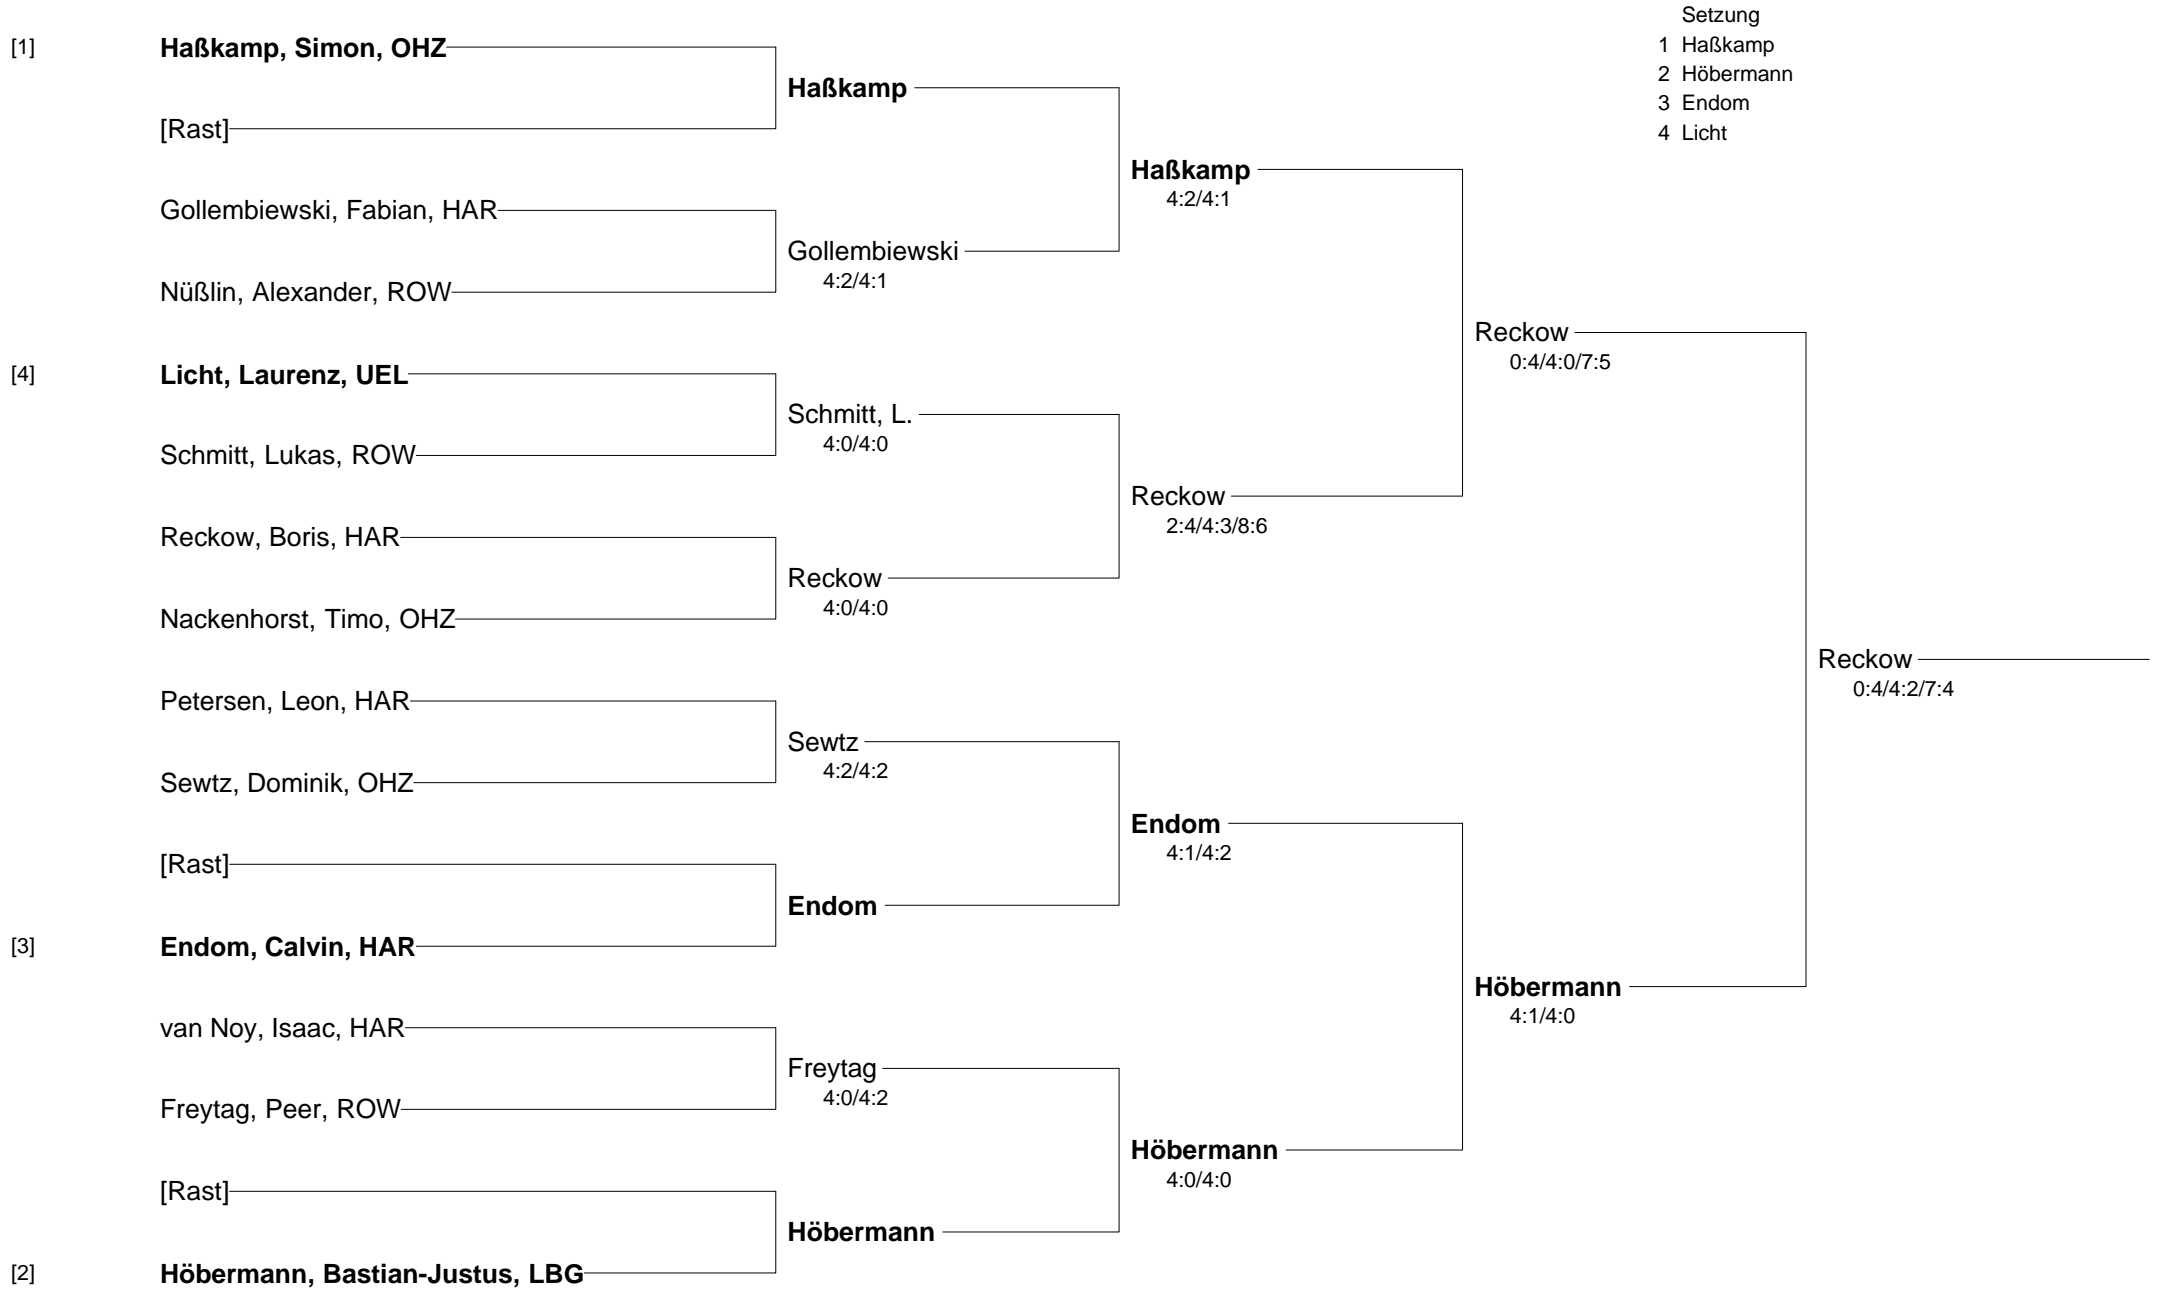 Setzung
1 Haßkamp
2 Höbermann
3 Endom
4 Licht
[1] Haßkamp, Simon, OHZ
[Rast]
Gollembiewski, Fabian, HAR
Nüßlin, Alexander, ROW
[4] Licht, Laurenz, UEL
Schmitt, Lukas, ROW
Reckow, Boris, HAR
Nackenhorst, Timo, OHZ
Petersen, Leon, HAR
Sewtz, Dominik, OHZ
[Rast]
[3] Endom, Calvin, HAR
van Noy, Isaac, HAR
Freytag, Peer, ROW
[Rast]
[2] Höbermann, Bastian-Justus, LBG
Haßkamp
Gollembiewski
4:2/4:1
Schmitt, L.
4:0/4:0
Reckow
4:0/4:0
Sewtz
4:2/4:2
Endom
Freytag
4:0/4:2
Höbermann
Haßkamp
4:2/4:1
Reckow
2:4/4:3/8:6
Endom
4:1/4:2
Höbermann
4:0/4:0
Reckow
0:4/4:0/7:5
Höbermann
4:1/4:0
Reckow
0:4/4:2/7:4